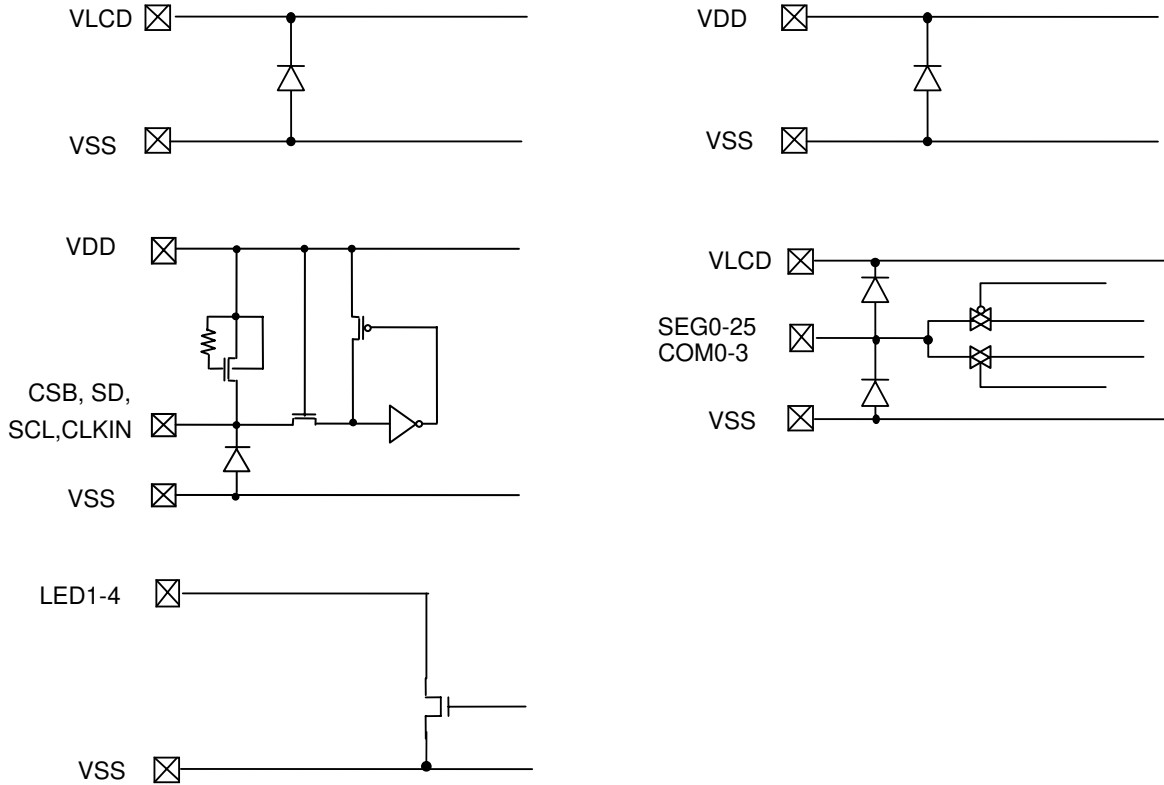 VLCD
VSS
VDD
VSS
VDD
CSB, SD,
SCL,CLKIN
VSS
VLCD
SEG0-25
COM0-3
VSS
LED1-4
VSS